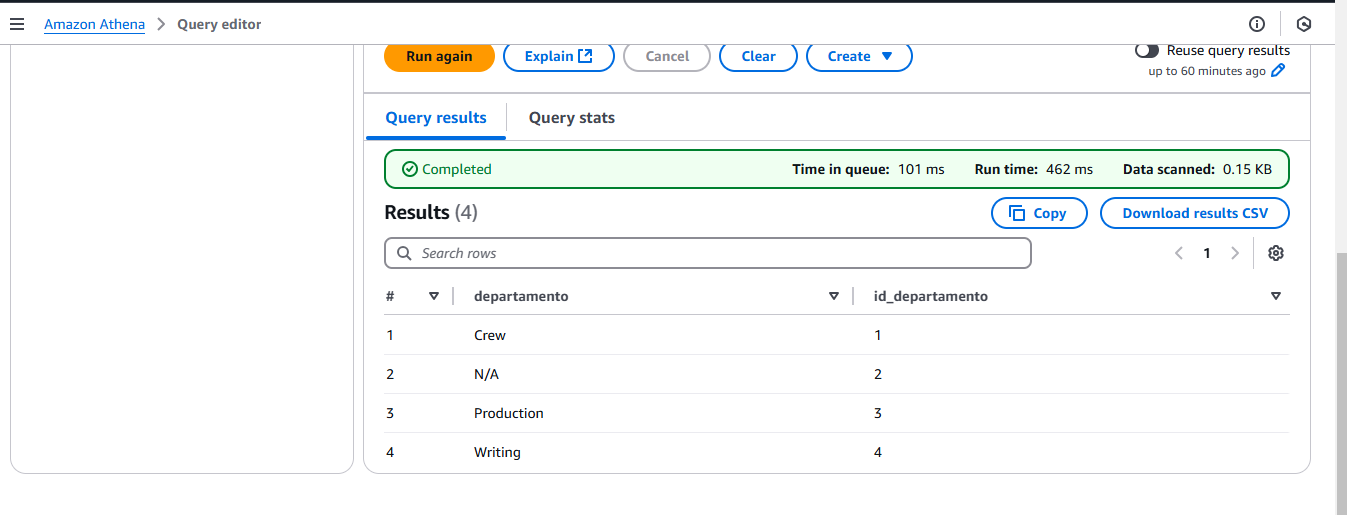 Amazon Athena > Query editor
Run again Explain Cancel Clear Create Reuse query results
up to 60 minutes ago
Query results Query stats
Completed Time in queue: 101 ms Run time: 462 ms Data scanned: 0.15 KB
Results (4) Copy Download results CSV
Search rows < 1 >
# departamento id_departamento
1 Crew 1
2 N/A 2
3 Production 3
4 Writing 4